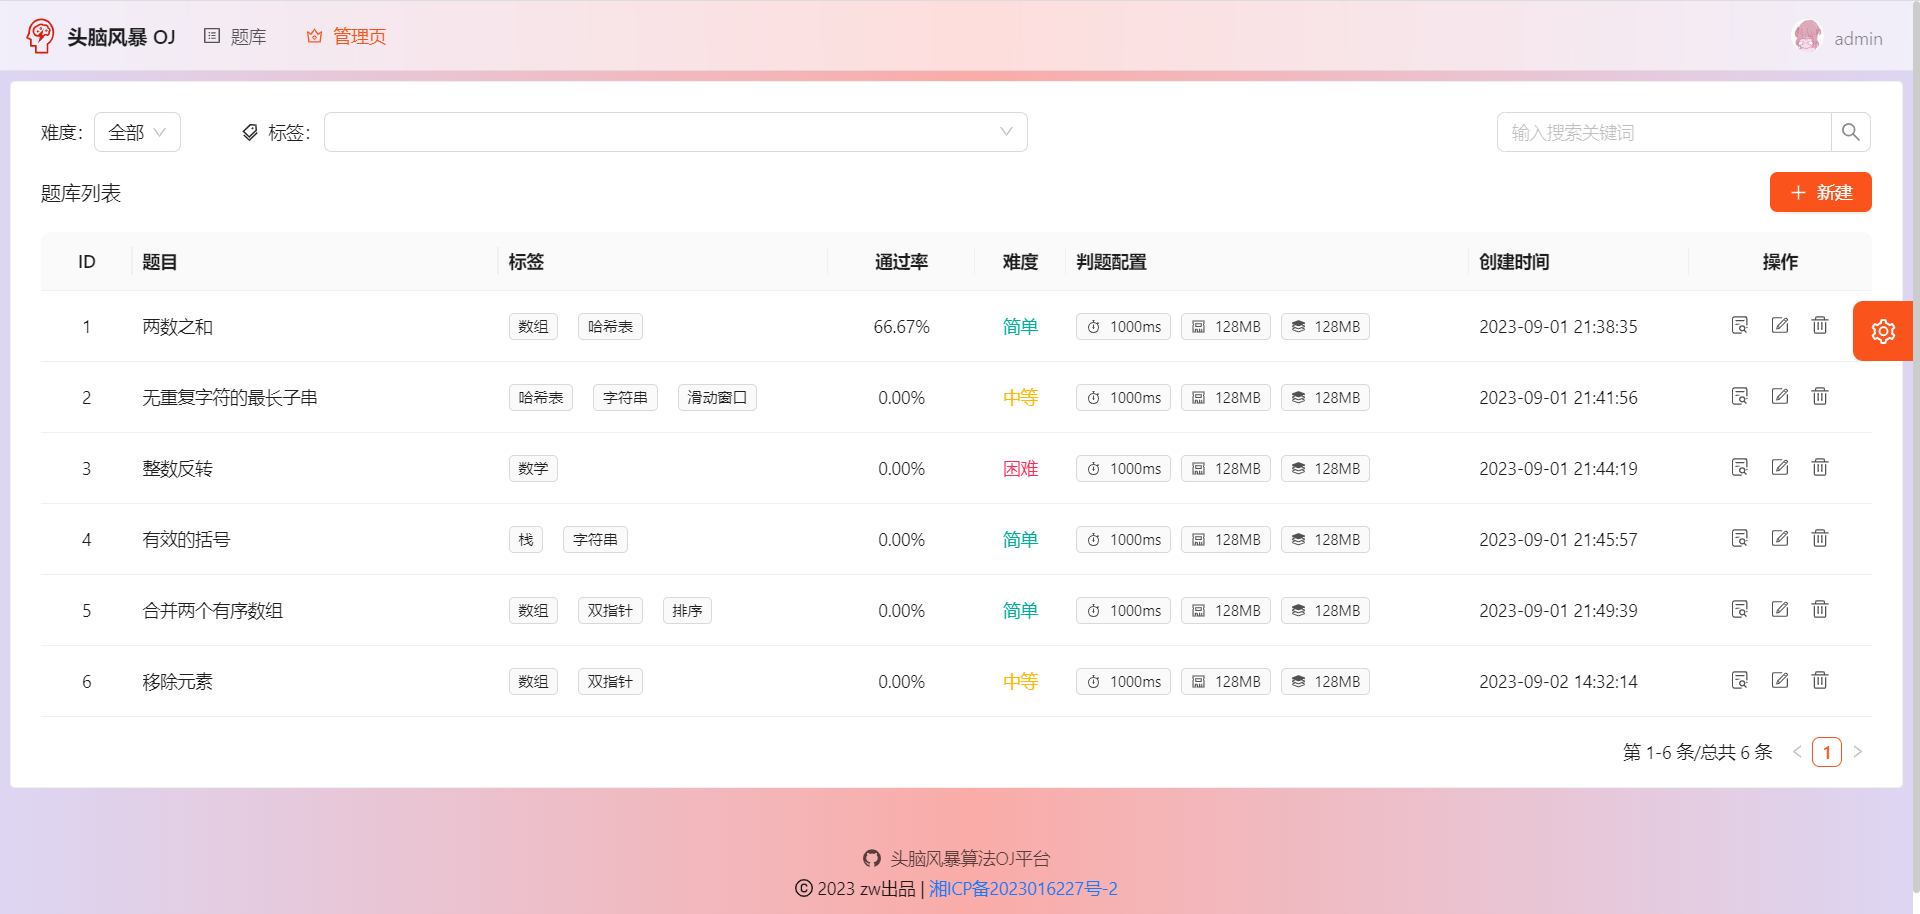 头脑风暴 OJ 题库 管理页 admin
难度: 全部 标签: 输入搜索关键词
题库列表 新建
ID 题目 标签 通过率 难度 判题配置 创建时间 操作
1 两数之和 数组 哈希表 66.67% 简单 1000ms 128MB 128MB 2023-09-01 21:38:35
2 无重复字符的最长子串 哈希表 字符串 滑动窗口 0.00% 中等 1000ms 128MB 128MB 2023-09-01 21:41:56
3 整数反转 数学 0.00% 困难 1000ms 128MB 128MB 2023-09-01 21:44:19
4 有效的括号 栈 字符串 0.00% 简单 1000ms 128MB 128MB 2023-09-01 21:45:57
5 合并两个有序数组 数组 双指针 排序 0.00% 简单 1000ms 128MB 128MB 2023-09-01 21:49:39
6 移除元素 数组 双指针 0.00% 中等 1000ms 128MB 128MB 2023-09-02 14:32:14
第 1-6 条/总共 6 条 < 1 >
头脑风暴算法OJ平台
© 2023 zw出品 | 湘ICP备2023016227号-2